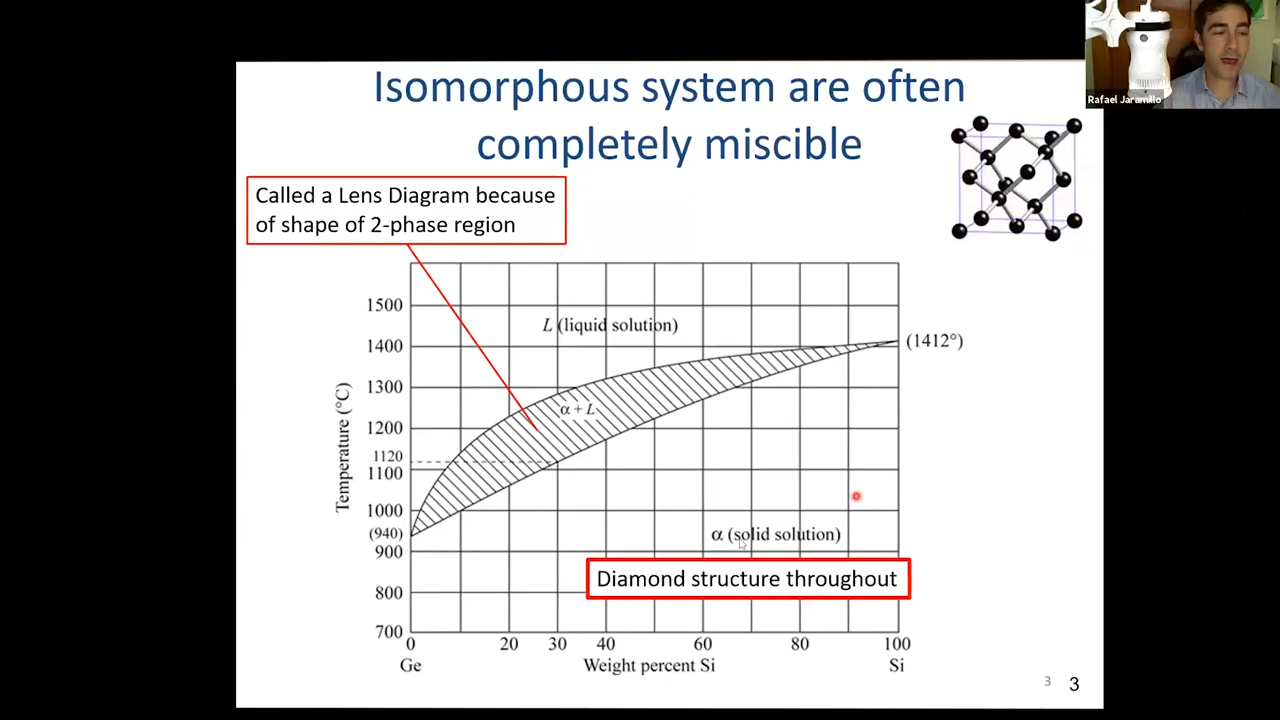 Rafael Jaramillo
Isomorphous system are often
completely miscible
Called a Lens Diagram because
of shape of 2-phase region
1500
L (liquid solution)
1400
(1412°)
1300
α + L
1200
1120
1100
1000
(940)
α (solid solution)
900
Diamond structure throughout
800
700
Temperature (°C)
0 20 30 40 60 80 100
Ge Weight percent Si Si
3 3